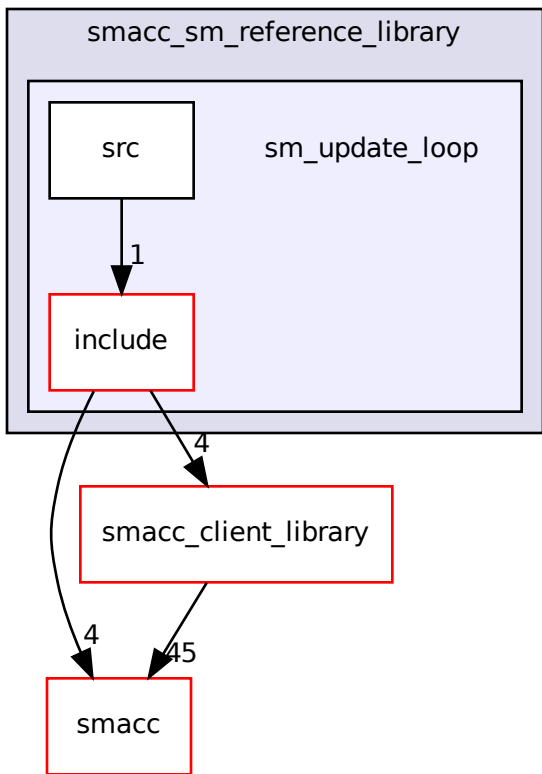 smacc_sm_reference_library
src
sm_update_loop
1
include
4
smacc_client_library
4
45
smacc